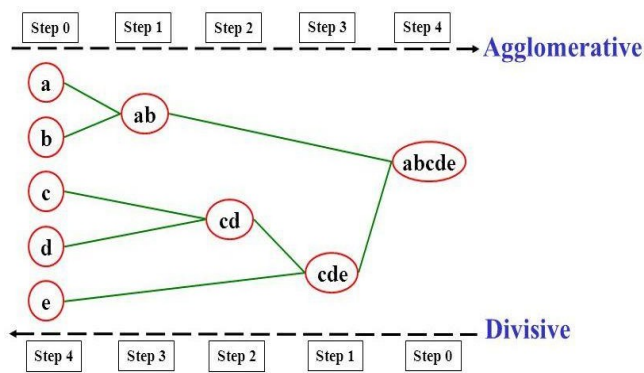 Step 0 Step 1 Step 2 Step 3 Step 4
Agglomerative
a
ab
b
abcde
c
cd
d
cde
e
Divisive
Step 4 Step 3 Step 2 Step 1 Step 0